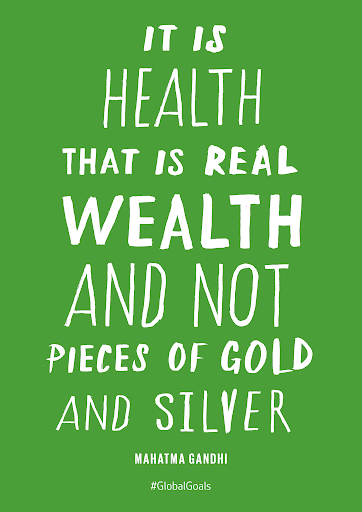 IT IS
HEALTH
THAT IS REAL
WEALTH
AND NOT
PIECES OF GOLD
AND SILVER
MAHATMA GANDHI
#GlobalGoals